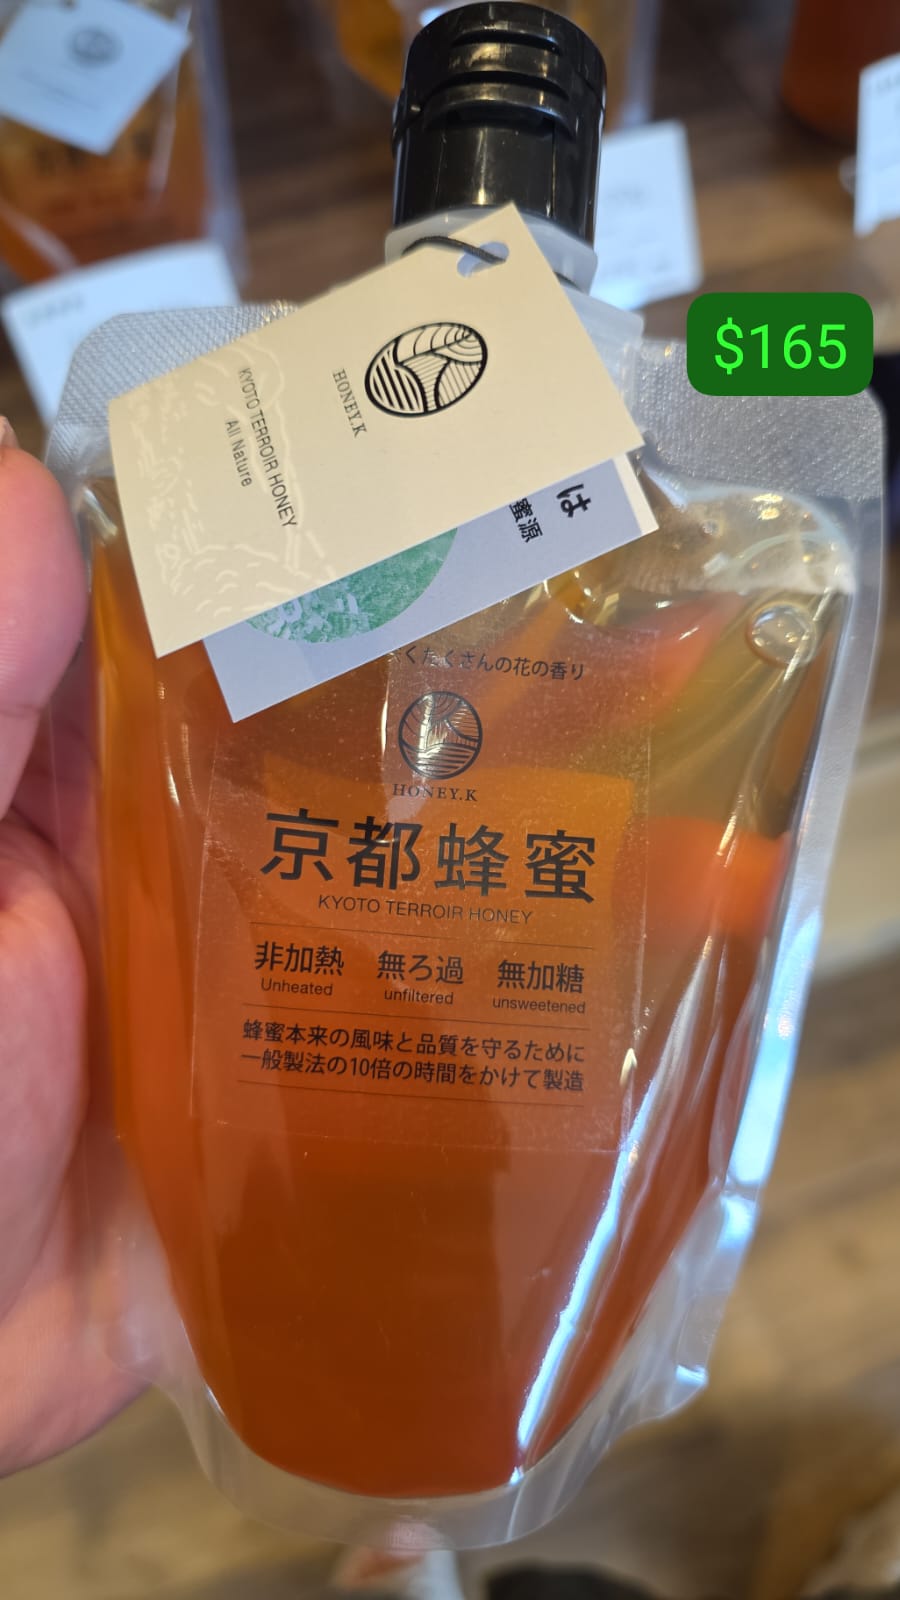 $165
HONEY.K
KYOTO TERROIR HONEY
All Nature
は
蜜源
くたくさんの花の香り
HONEY.K
京都蜂蜜
KYOTO TERROIR HONEY
非加熱 無ろ過 無加糖
Unheated unfiltered unsweetened
蜂蜜本来の風味と品質を守るために
一般製法の10倍の時間をかけて製造